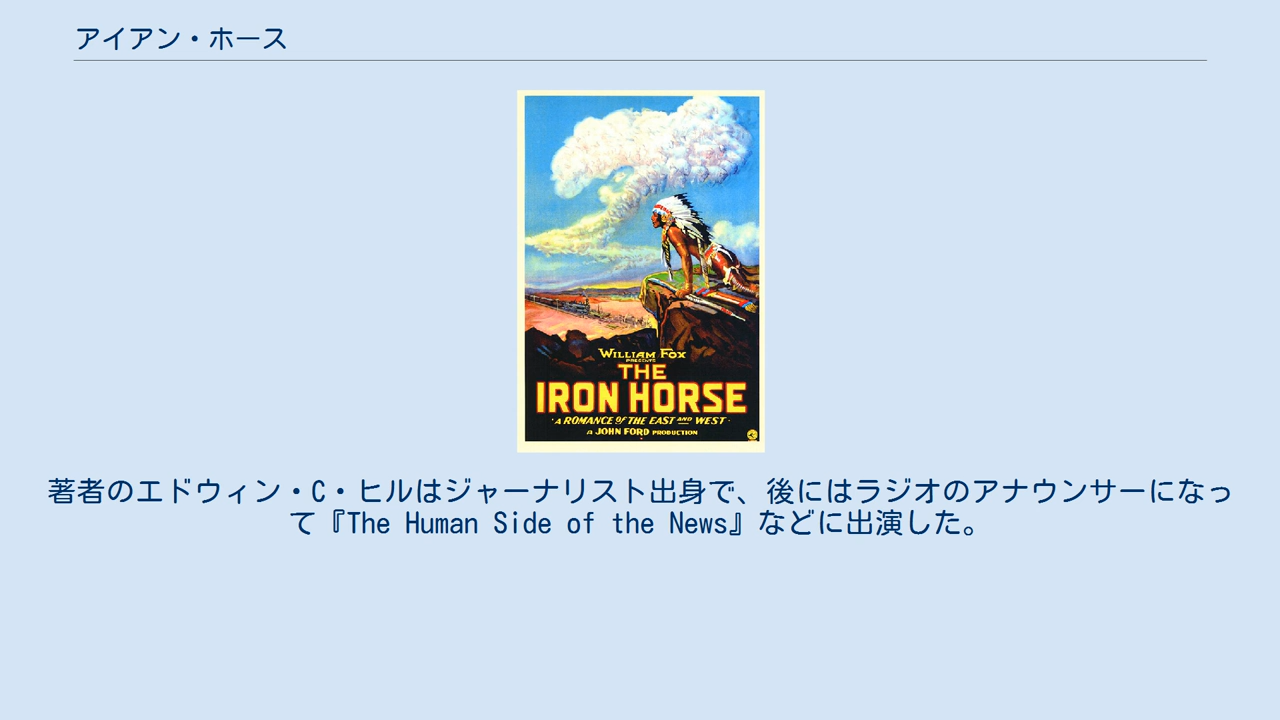 アイアン・ホース
WILLIAM FOX
PRESENTS
THE
IRON HORSE
·A ROMANCE OF THE EAST AND WEST·
A JOHN FORD PRODUCTION
著者のエドウィン・C・ヒルはジャーナリスト出身で、後にはラジオのアナウンサーになっ
て『The Human Side of the News』などに出演した。